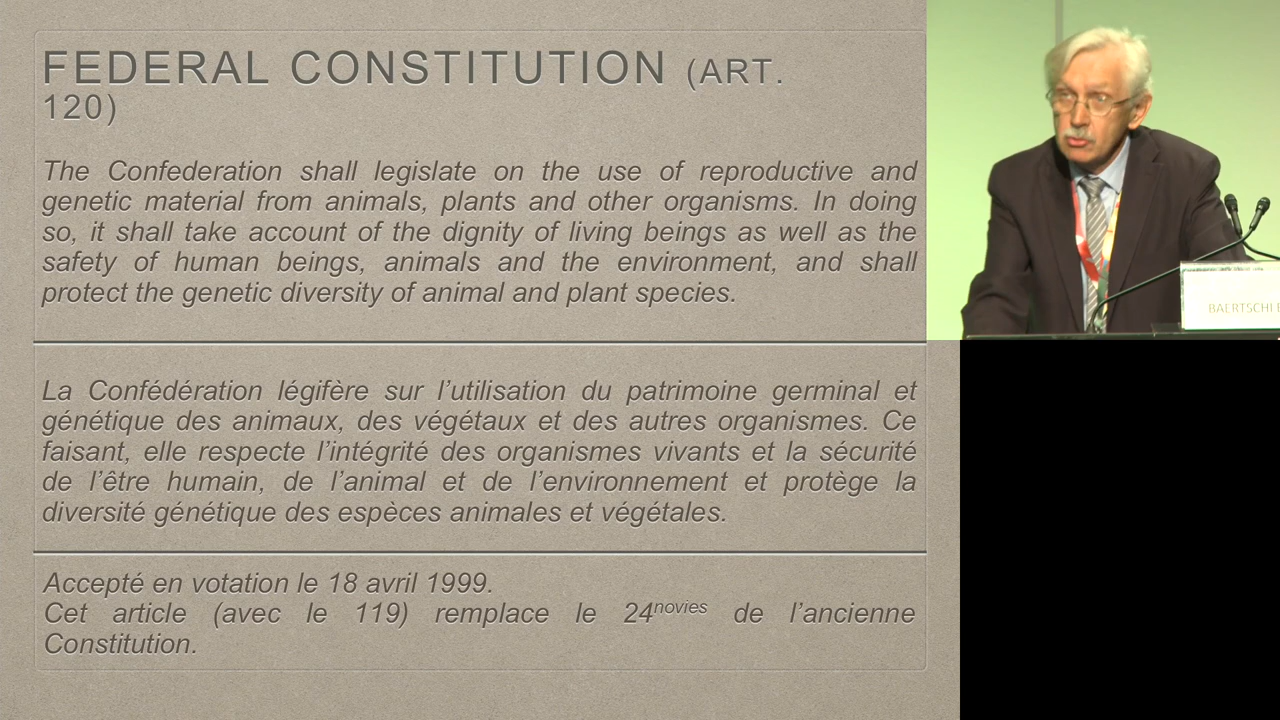 FEDERAL CONSTITUTION (ART.
120)
The Confederation shall legislate on the use of reproductive and
genetic material from animals, plants and other organisms. In doing
so, it shall take account of the dignity of living beings as well as the
safety of human beings, animals and the environment, and shall
protect the genetic diversity of animal and plant species.
La Confédération légifère sur l’utilisation du patrimoine germinal et
génétique des animaux, des végétaux et des autres organismes. Ce
faisant, elle respecte l’intégrité des organismes vivants et la sécurité
de l’être humain, de l’animal et de l’environnement et protège la
diversité génétique des espèces animales et végétales.
Accepté en votation le 18 avril 1999.
Cet article (avec le 119) remplace le 24novies de l’ancienne
Constitution.
BAERTSCHI